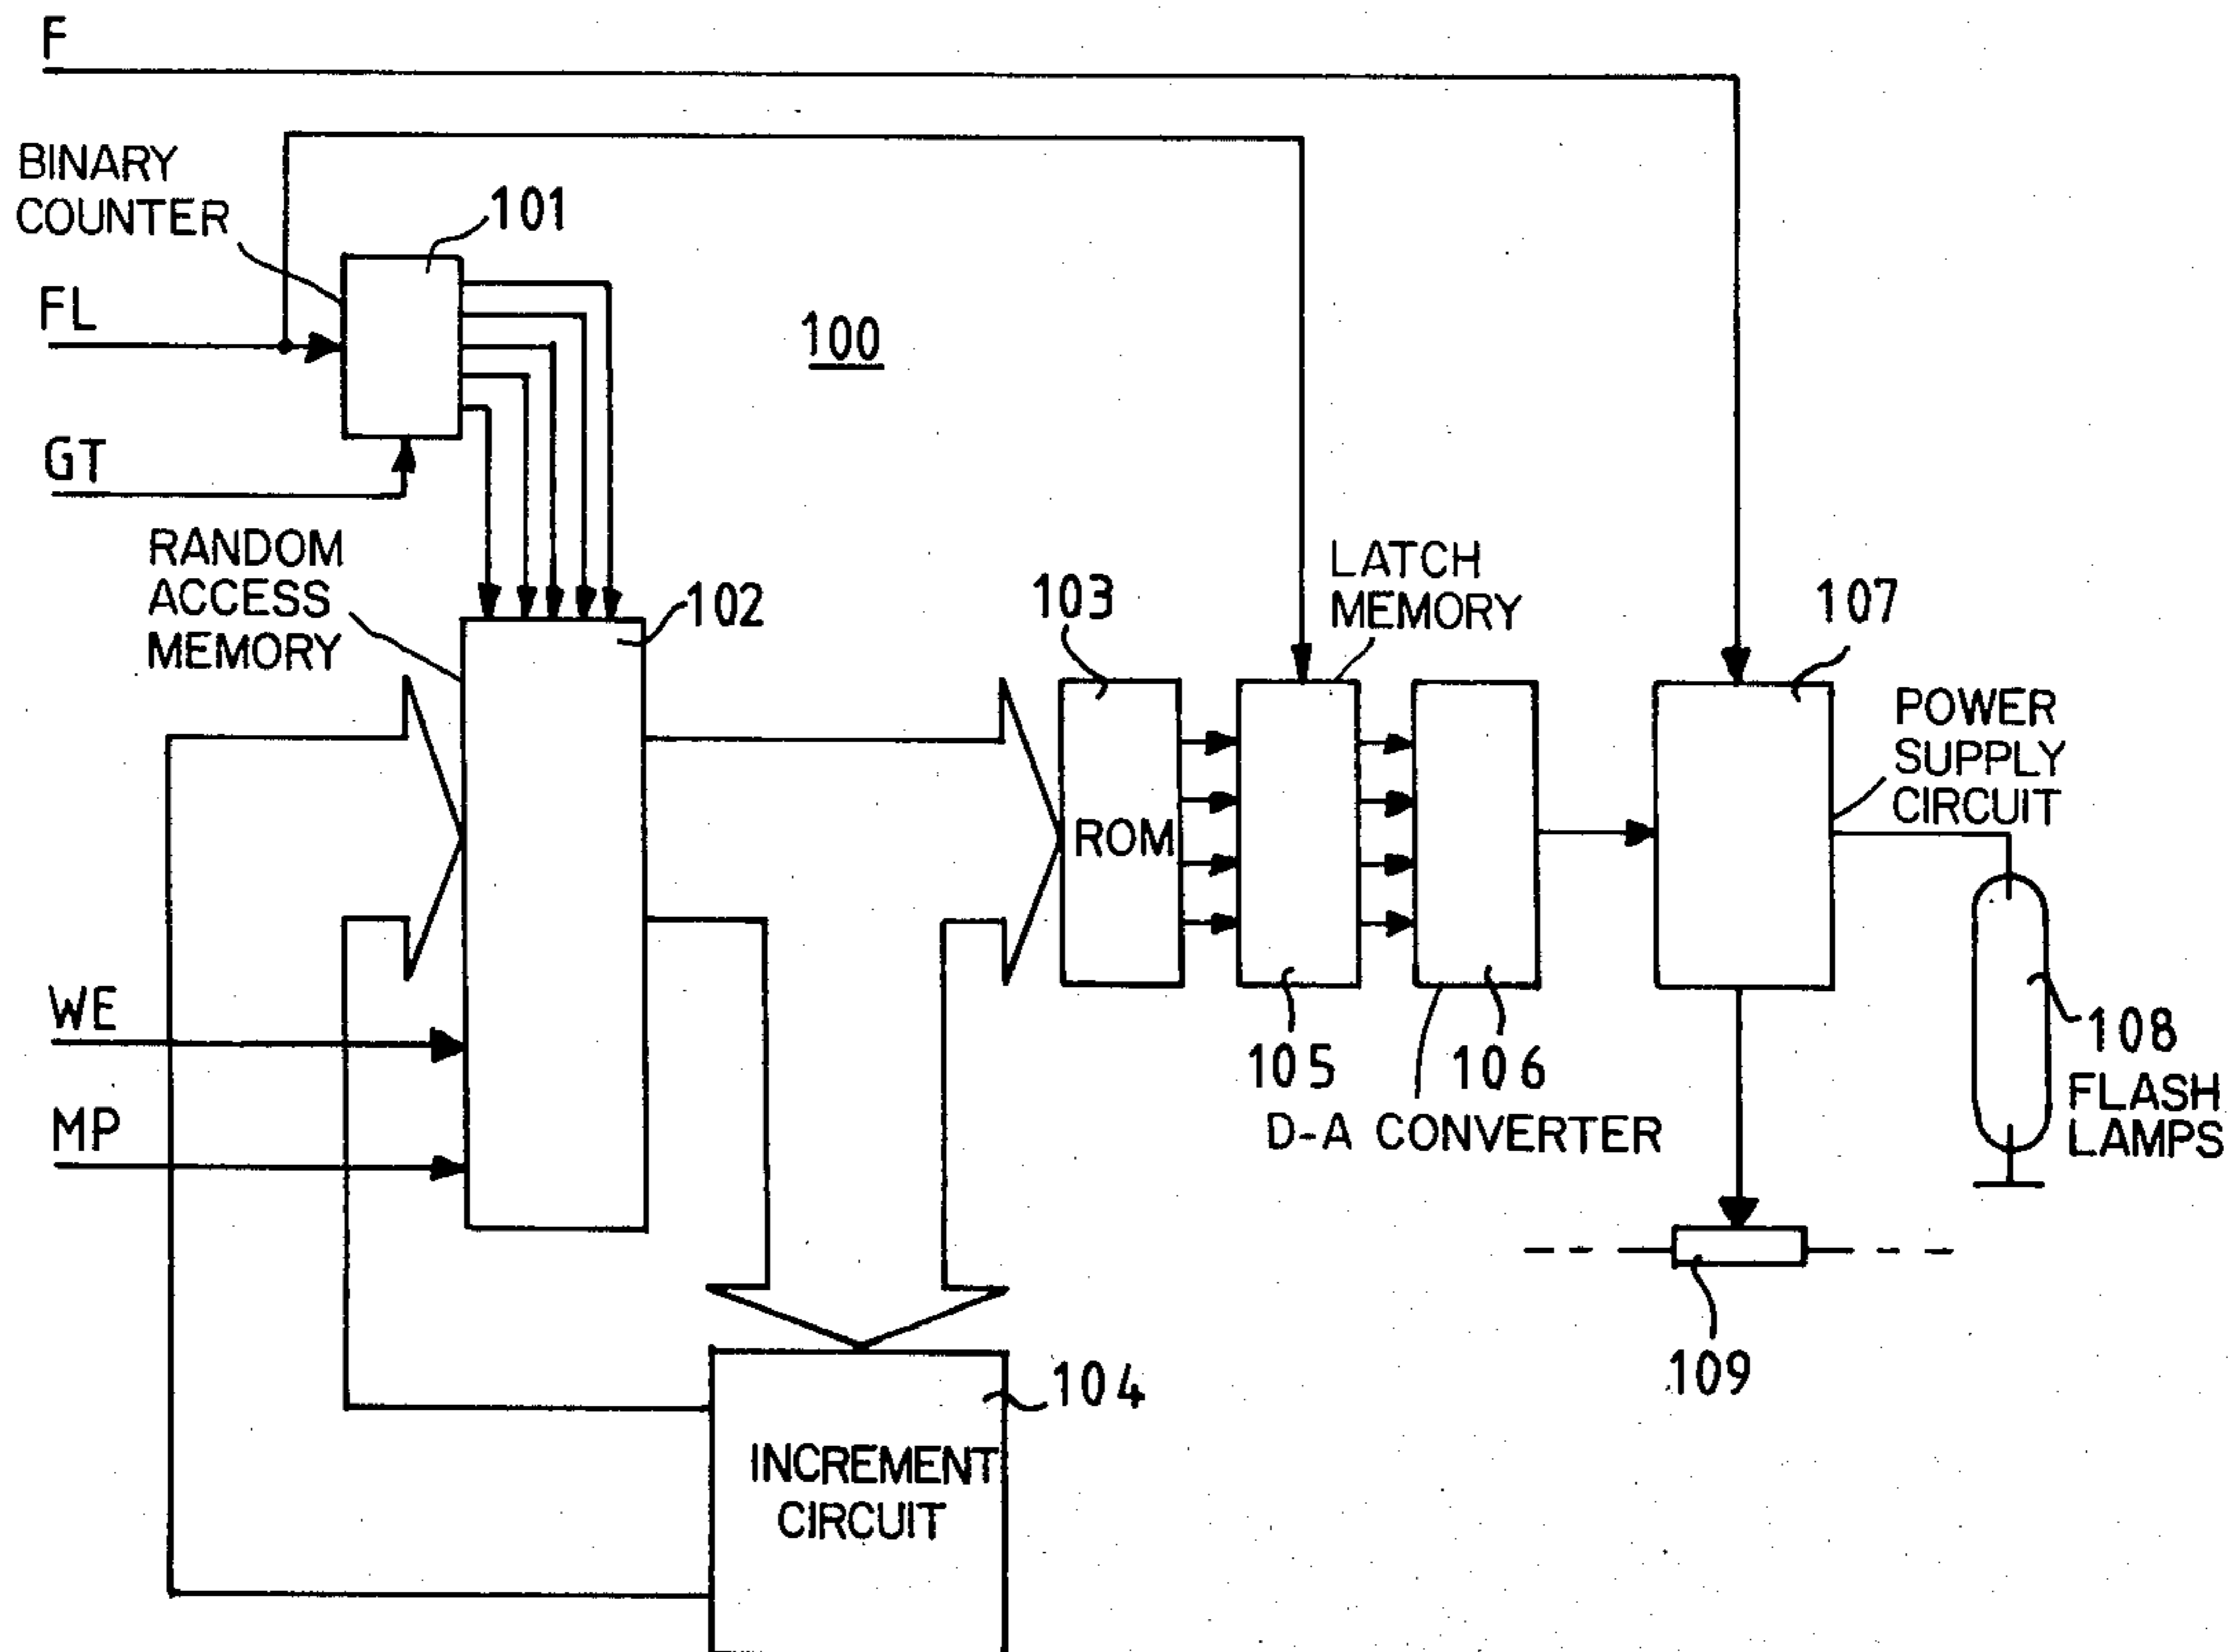 F
BINARY
COUNTER
101
FL
100
GT
RANDOM
ACCESS
MEMORY
102
103
LATCH
MEMORY
107
POWER
SUPPLY
CIRCUIT
ROM
WE
105
106
108
FLASH
LAMPS
MP
D-A CONVERTER
109
104
INCREMENT
CIRCUIT